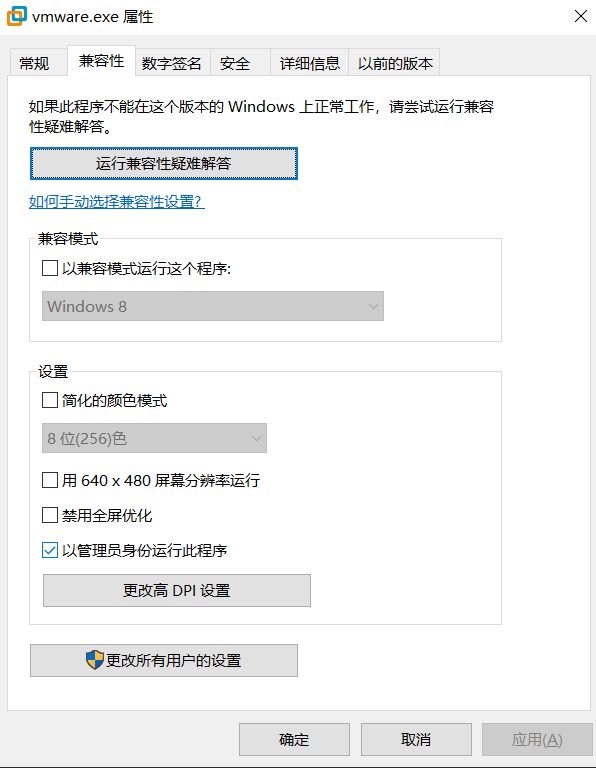 vmware.exe 属性
常规 兼容性 数字签名 安全 详细信息 以前的版本
如果此程序不能在这个版本的 Windows 上正常工作，请尝试运行兼容
性疑难解答。
运行兼容性疑难解答
如何手动选择兼容性设置?
兼容模式
以兼容模式运行这个程序:
Windows 8
设置
简化的颜色模式
8 位(256)色
用 640 x 480 屏幕分辨率运行
禁用全屏优化
以管理员身份运行此程序
更改高 DPI 设置
更改所有用户的设置
确定 取消 应用(A)